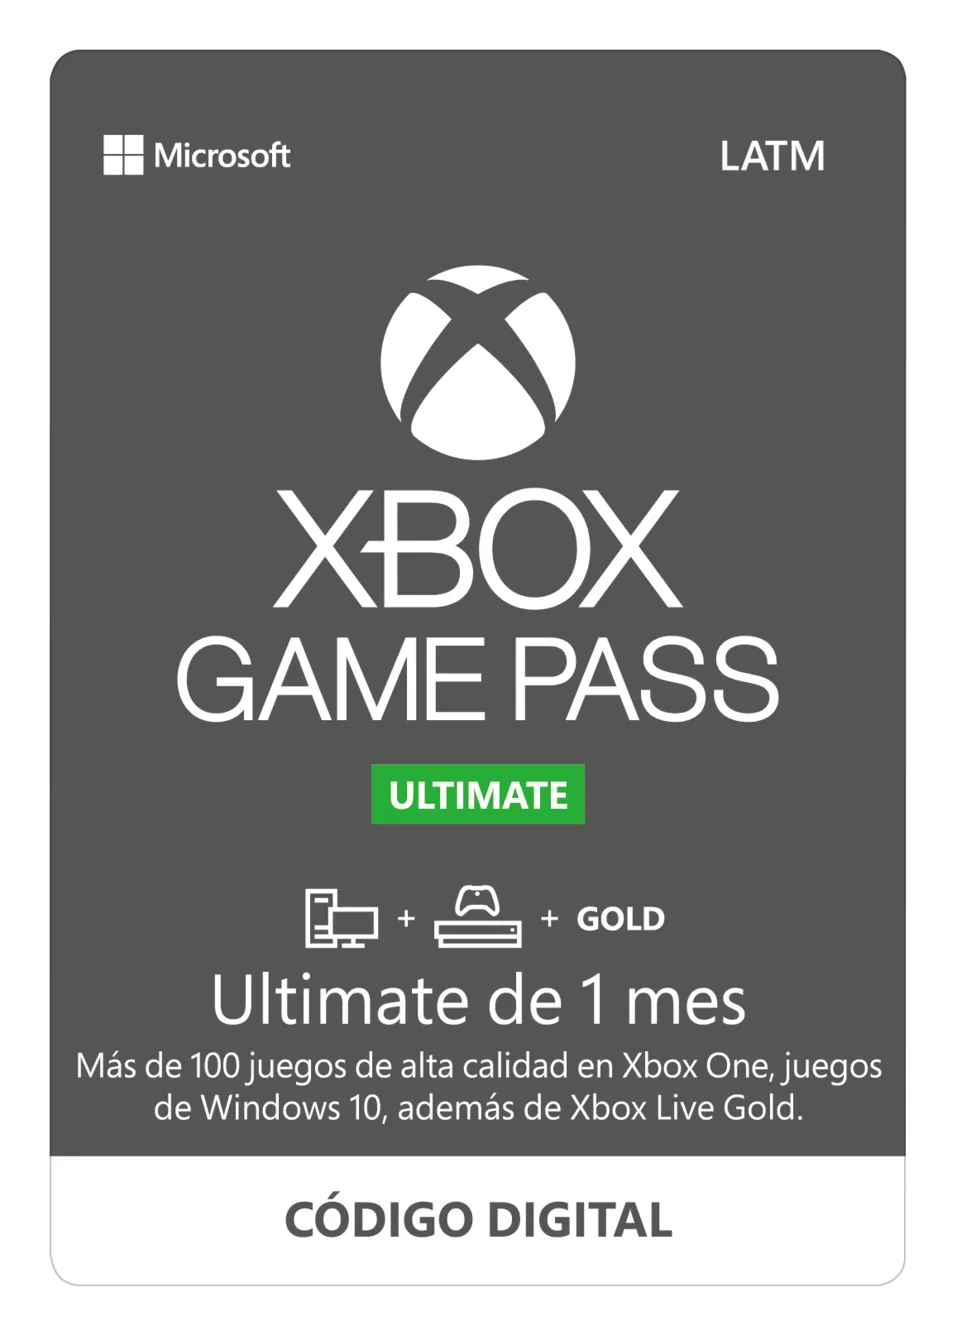 Microsoft
LATM
XBOX
GAME PASS
ULTIMATE
+ + GOLD
Ultimate de 1 mes
Más de 100 juegos de alta calidad en Xbox One, juegos
de Windows 10, además de Xbox Live Gold.
CÓDIGO DIGITAL